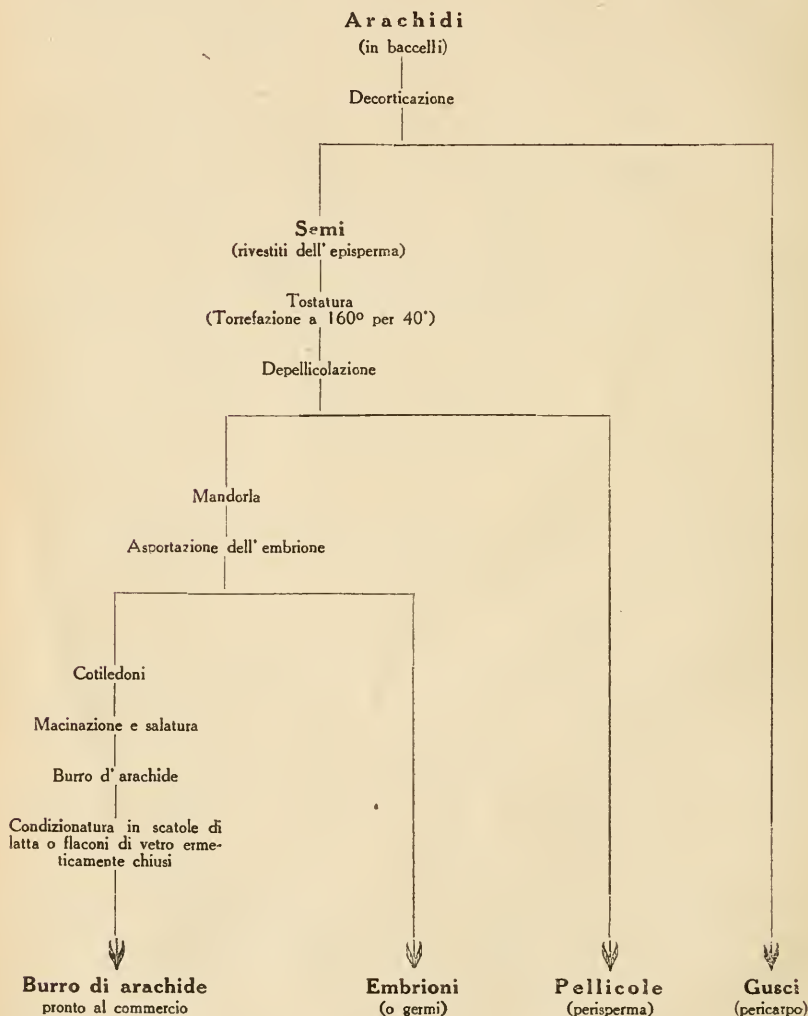 Arachidi
(in baccelli)
Decorticazione
Semi
(rivestiti dell' episperma)
Tostatura
(Torrefazione a 160° per 40')
Depellicolazione
Mandorla
Asportazione dell' embrione
Cotiledoni
Macinazione e salatura
Burro d' arachide
Condizionatura in scatole di
latta o flaconi di vetro erme-
ticamente chiusi
Burro di arachide
pronto al commercio
Embrioni
(o germi)
Pellicole
(perisperma)
Gusci
(pericarpo)